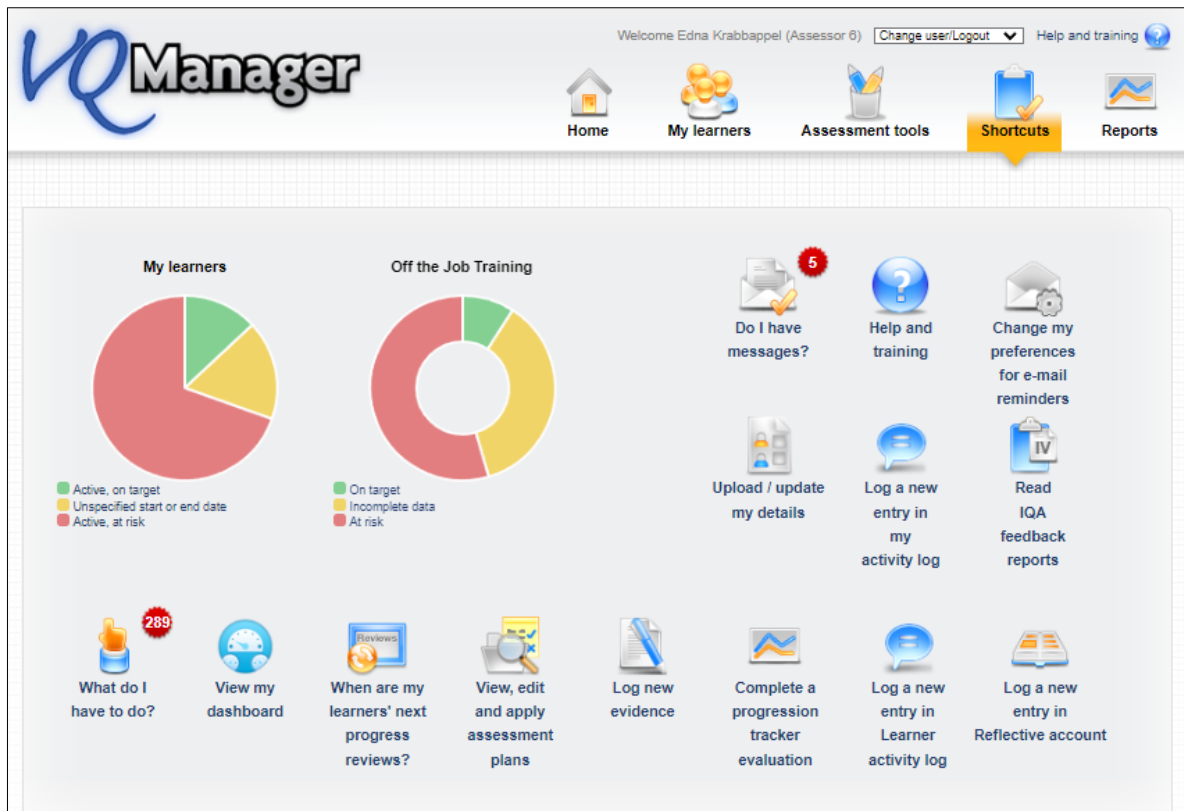 VQManager
Welcome Edna Krabbappel (Assessor 6)
Change user/Logout
Help and training
?
Home
My learners
Assessment tools
Shortcuts
Reports
My learners
Active, on target
Unspecified start or end date
Active, at risk
Off the Job Training
On target
Incomplete data
At risk
5
Do I have
messages?
?
Help and
training
Change my
preferences
for e-mail
reminders
Upload / update
my details
Log a new
entry in
my
activity log
IV
Read
IQA
feedback
reports
289
What do I
have to do?
View my
dashboard
Reviews
When are my
learners' next
progress
reviews?
View, edit
and apply
assessment
plans
Log new
evidence
Complete a
progression
tracker
evaluation
Log a new
entry in
Learner
activity log
Log a new
entry in
Reflective account